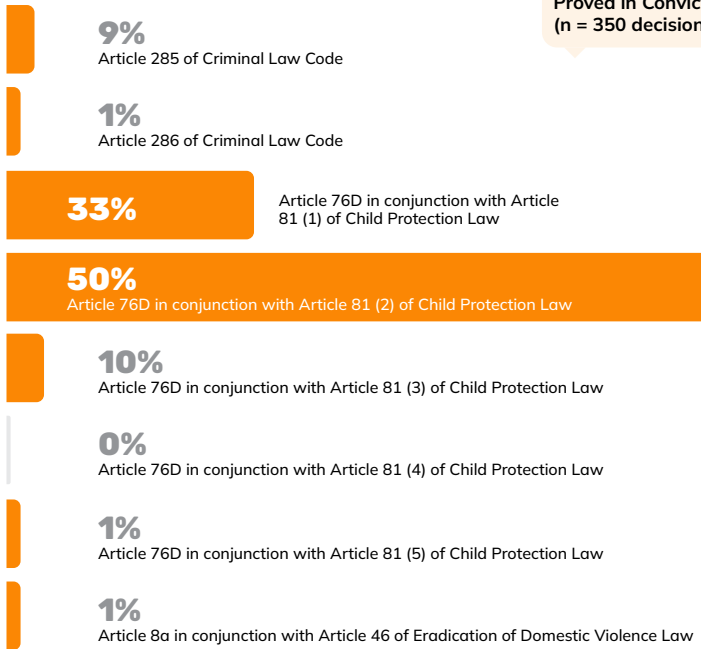 Proved in Convic
(n = 350 decision
9%
Article 285 of Criminal Law Code
1%
Article 286 of Criminal Law Code
33%
Article 76D in conjunction with Article
81 (1) of Child Protection Law
50%
Article 76D in conjunction with Article 81 (2) of Child Protection Law
10%
Article 76D in conjunction with Article 81 (3) of Child Protection Law
0%
Article 76D in conjunction with Article 81 (4) of Child Protection Law
1%
Article 76D in conjunction with Article 81 (5) of Child Protection Law
1%
Article 8a in conjunction with Article 46 of Eradication of Domestic Violence Law